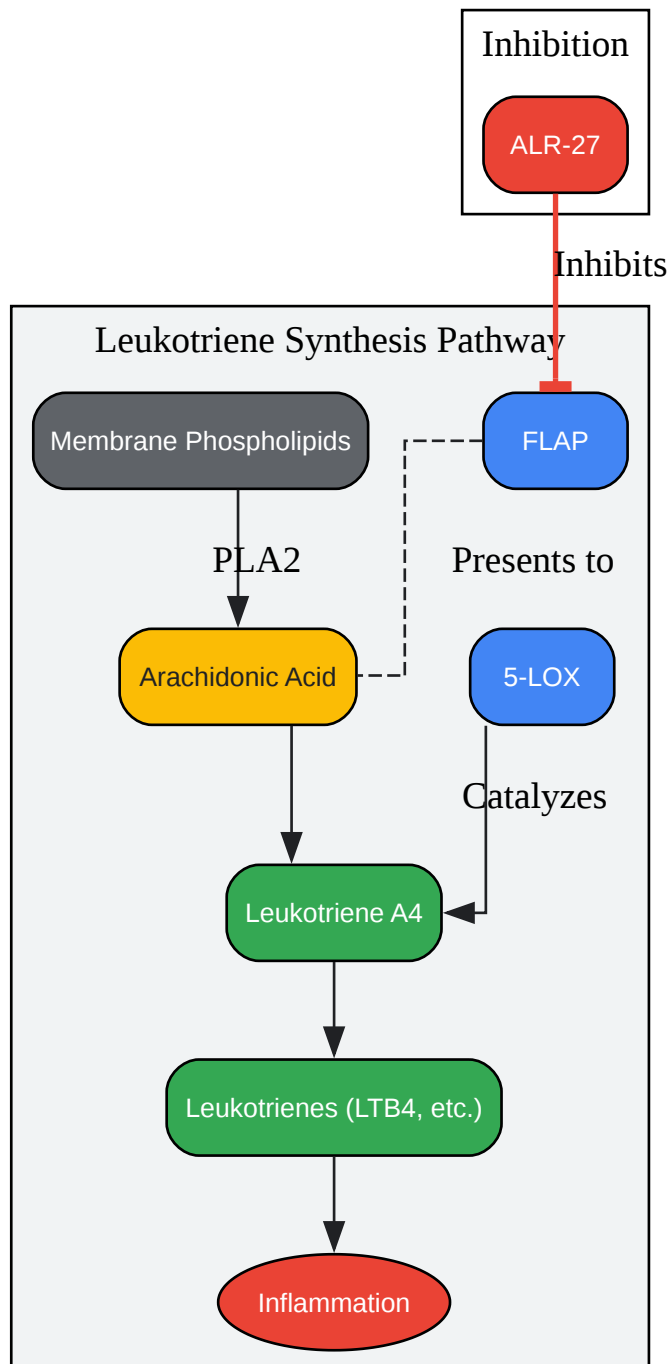 Inhibition
ALR-27
Inhibits
Leukotriene Synthesis Pathway
Membrane Phospholipids
FLAP
PLA2
Presents to
Arachidonic Acid
5-LOX
Catalyzes
Leukotriene A4
Leukotrienes (LTB4, etc.)
Inflammation